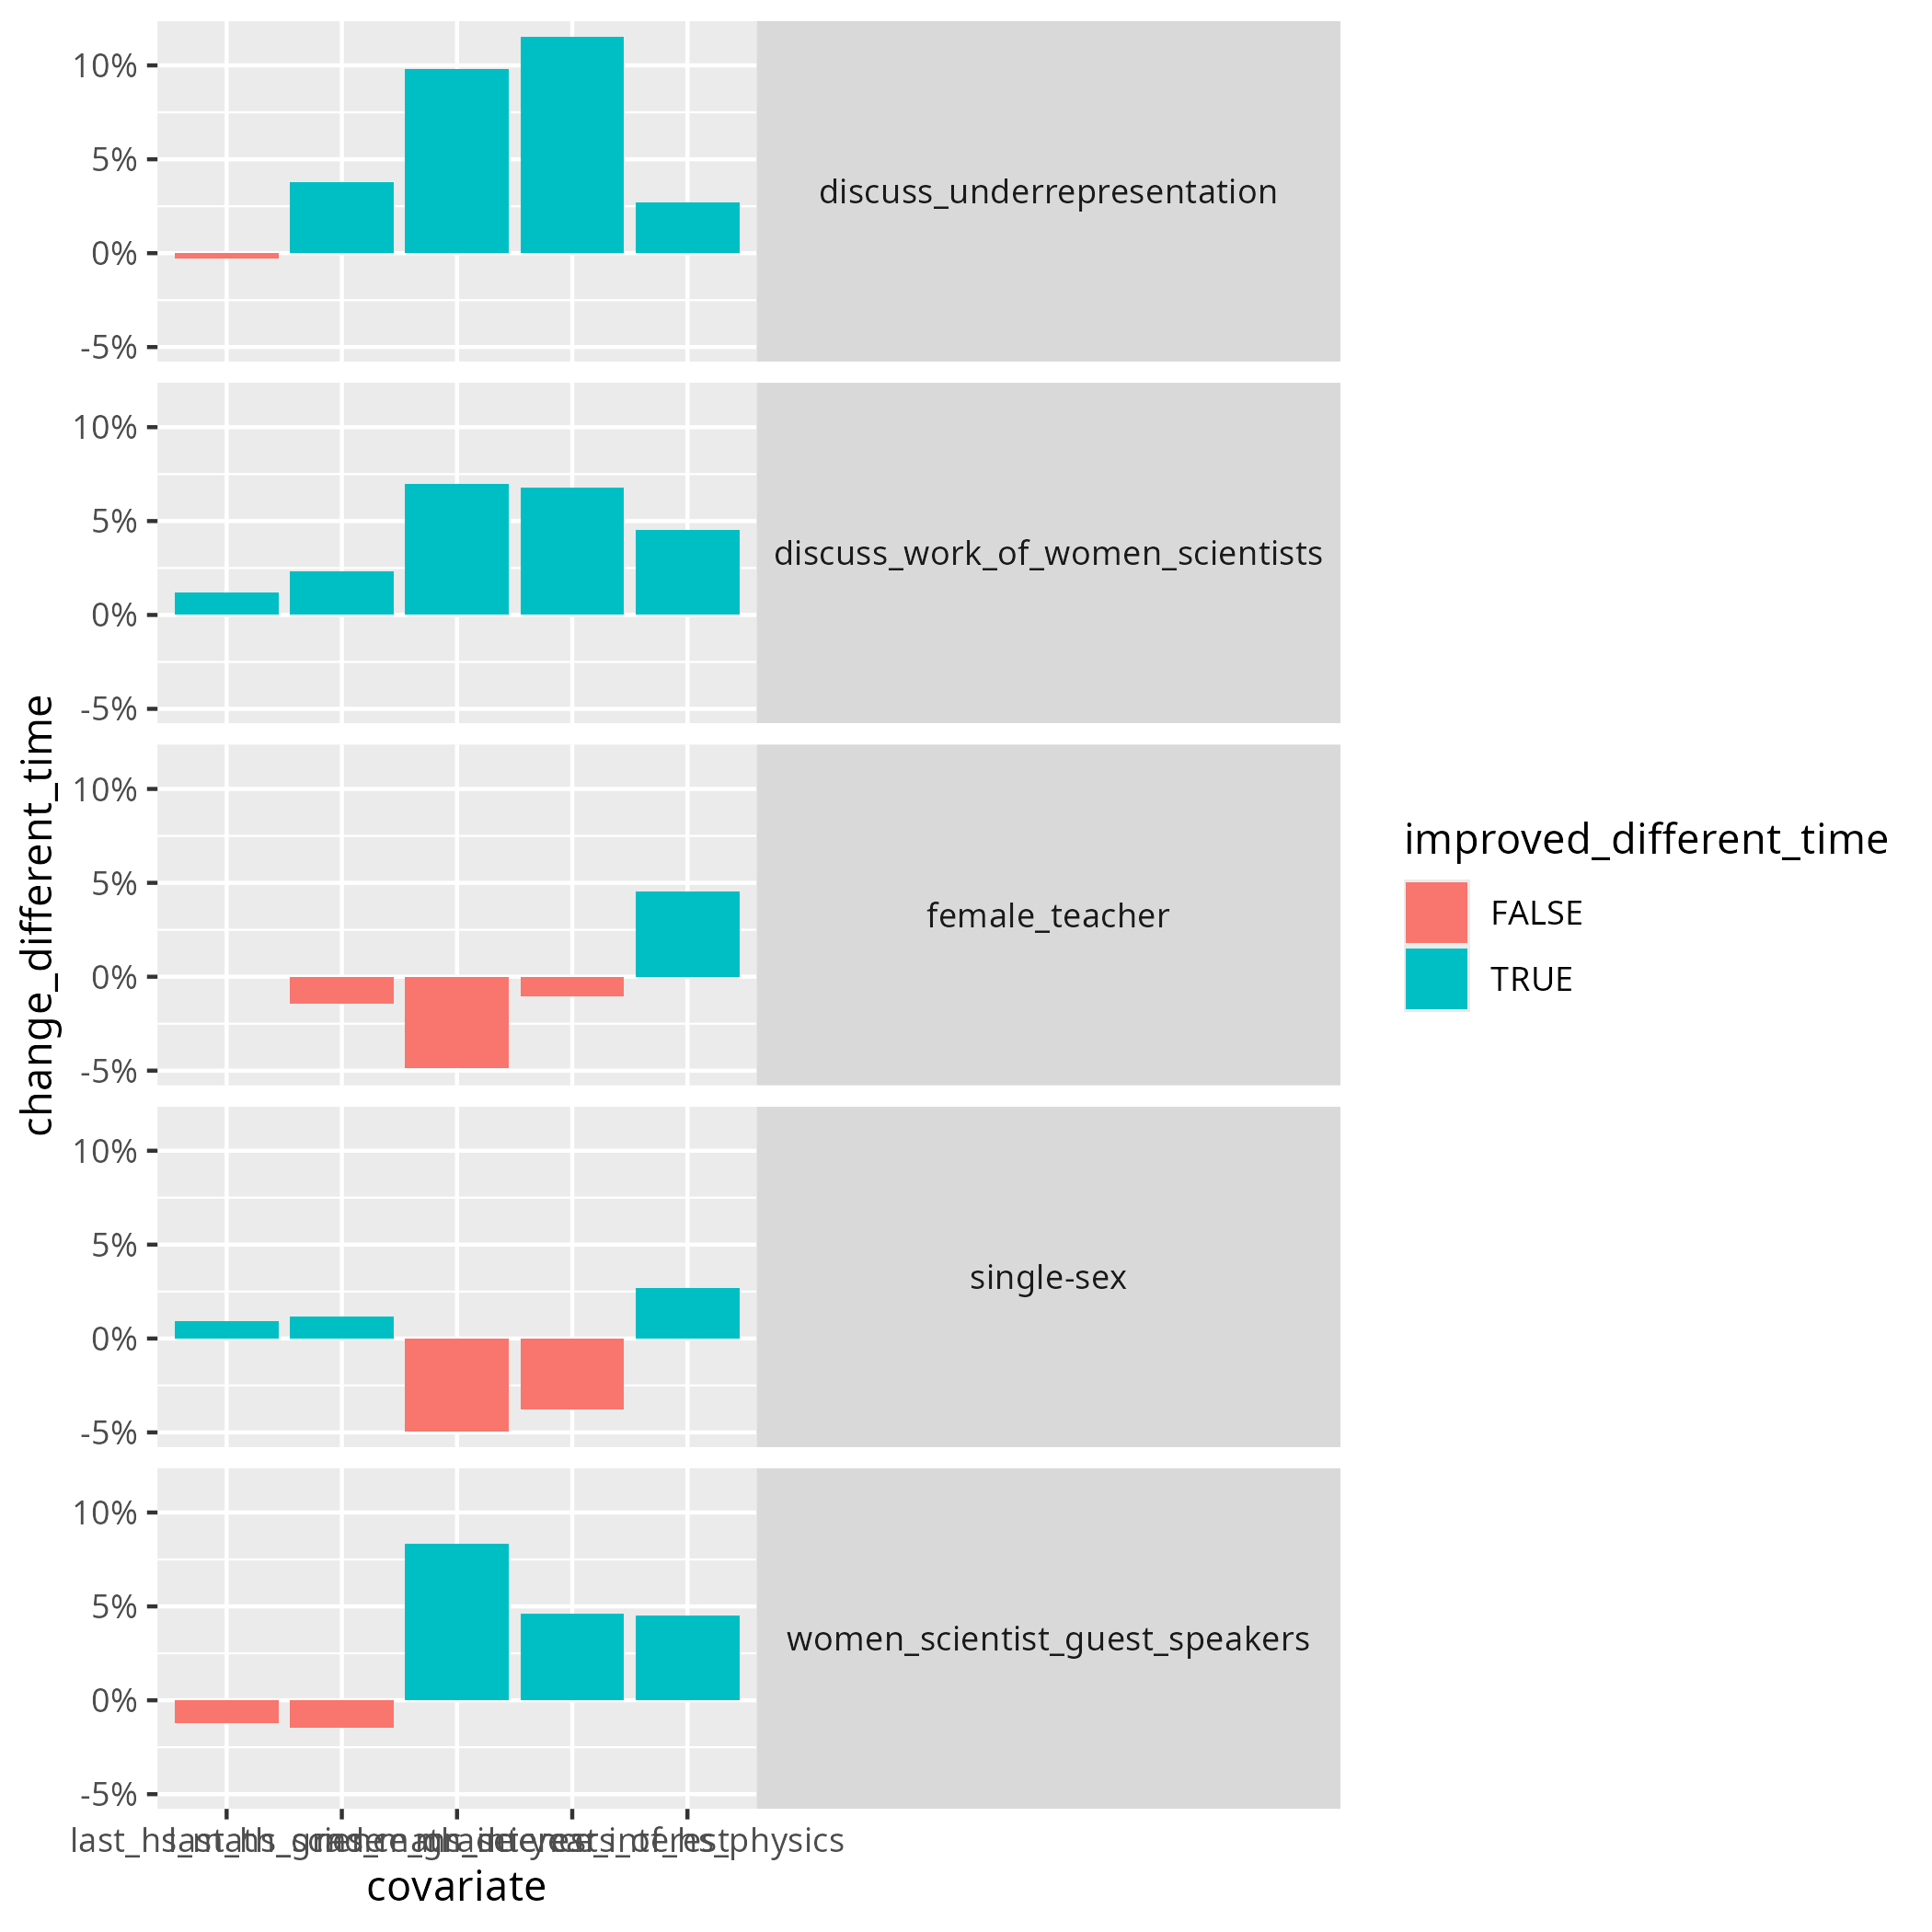 10%
5%
0%
-5%
discuss_underrepresentation
10%
5%
0%
-5%
discuss_work_of_women_scientists
10%
5%
0%
-5%
female_teacher
10%
5%
0%
-5%
single-sex
10%
5%
0%
-5%
women_scientist_guest_speakers
change_different_time
covariate
improved_different_time
FALSE
TRUE